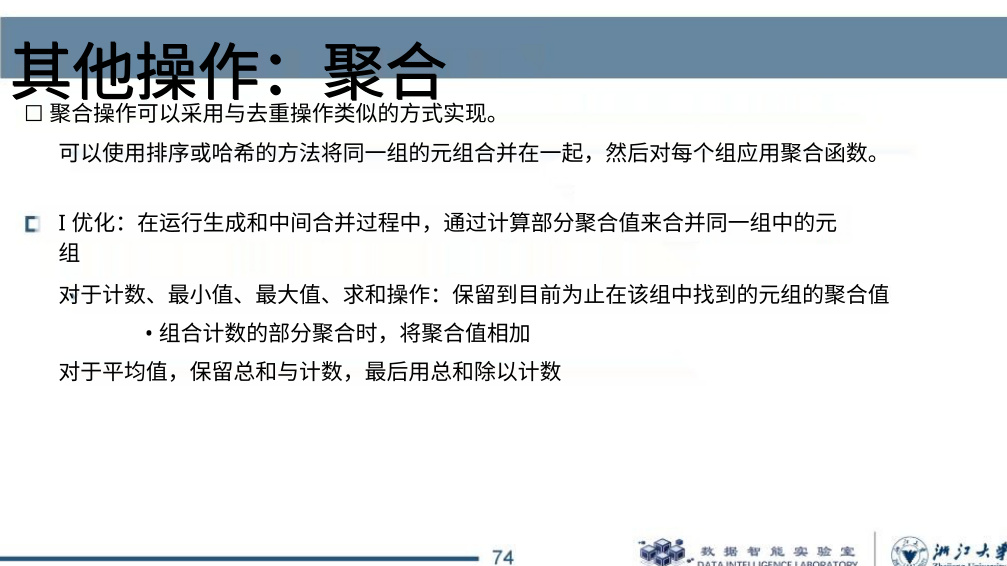 其他操作：聚合
□ 聚合操作可以采用与去重操作类似的方式实现。
可以使用排序或哈希的方法将同一组的元组合并在一起，然后对每个组应用聚合函数。
I 优化：在运行生成和中间合并过程中，通过计算部分聚合值来合并同一组中的元
组
对于计数、最小值、最大值、求和操作：保留到目前为止在该组中找到的元组的聚合值
• 组合计数的部分聚合时，将聚合值相加
对于平均值，保留总和与计数，最后用总和除以计数
74
数据智能实验室
DATA INTELLIGENCE LABORATORY
浙江大学
Zhejiang University